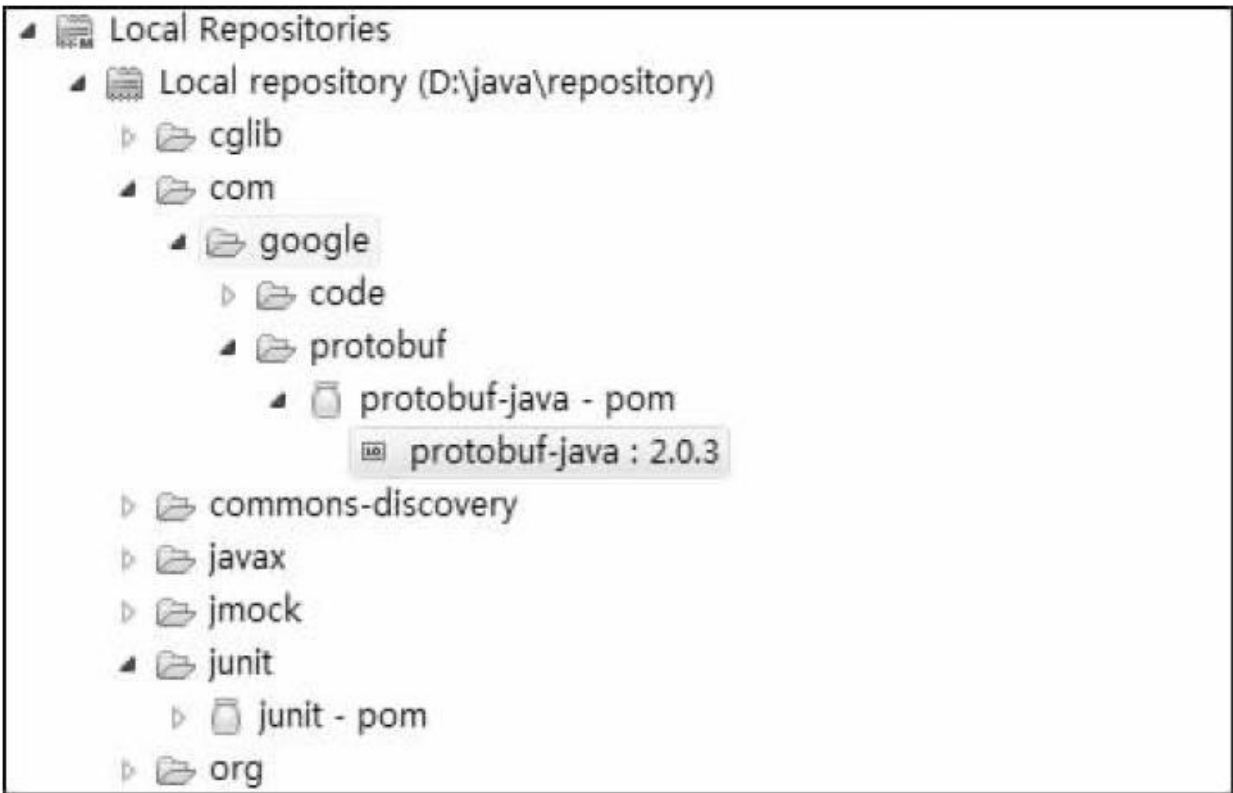 Local Repositories
Local repository (D:\java\repository)
cglib
com
google
code
protobuf
protobuf-java - pom
protobuf-java : 2.0.3
commons-discovery
javax
jmock
junit
junit - pom
org